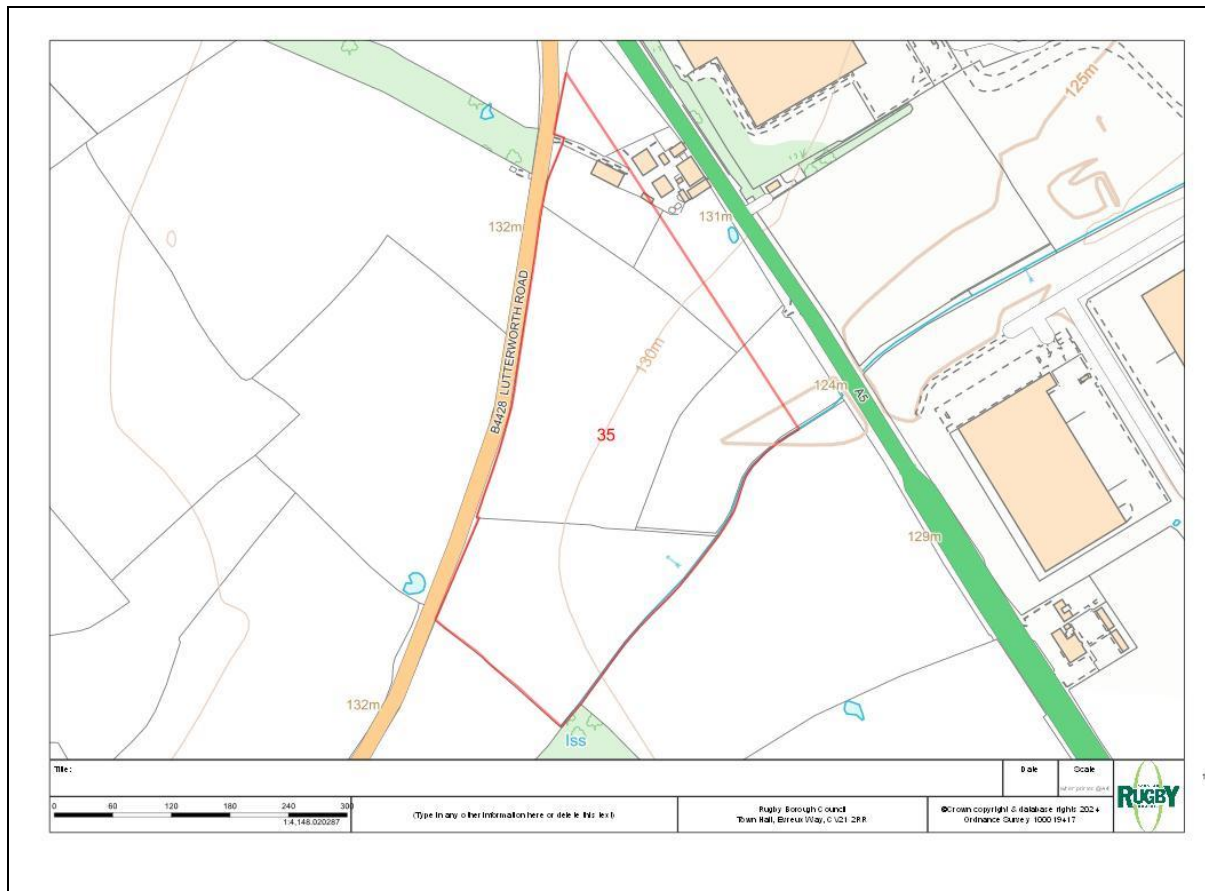 125m
132m
131m
B4428 LUTTERWORTH ROAD
130m
124m
A5
35
129m
132m
Iss
Title:
Date
Scale
0 60 120 180 240 300
1:4,148.020287
(Type in any other information here or delete this text)
Rugby Borough Council
Town Hall, Evreux Way, CV21 2RR
©Crown copyright & database rights 2024
Ordnance Survey 100019417
RUGBY
1